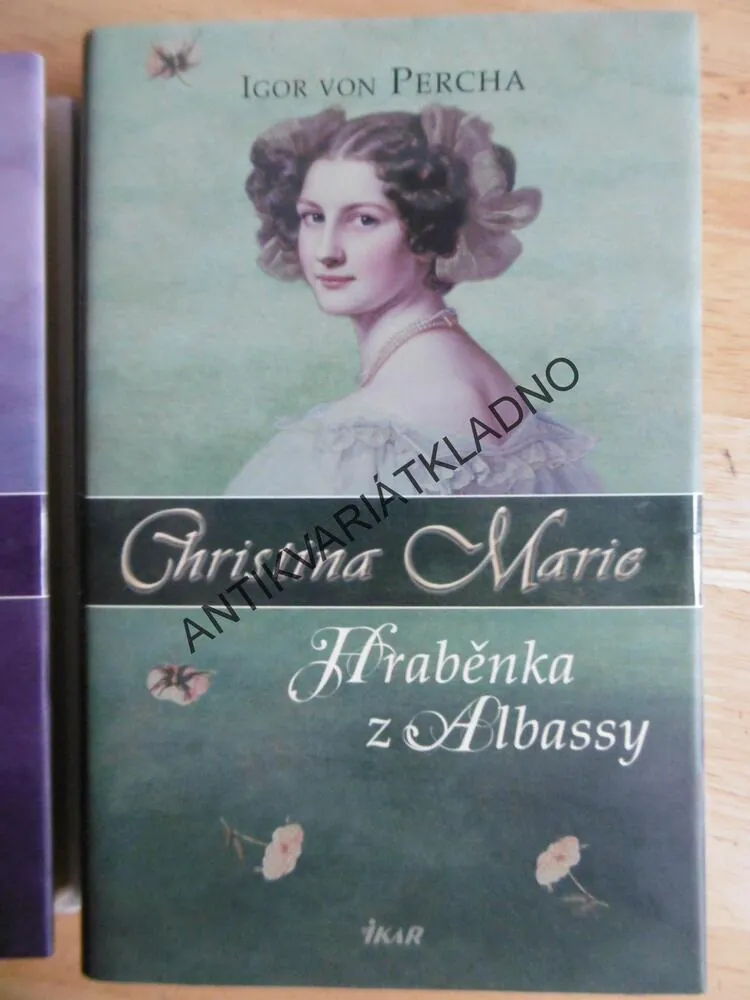 IGOR VON PERCHA
Christina Marie
Hraběnka
z Albassy
IKAR
ANTIKVARIÁTKLADNO